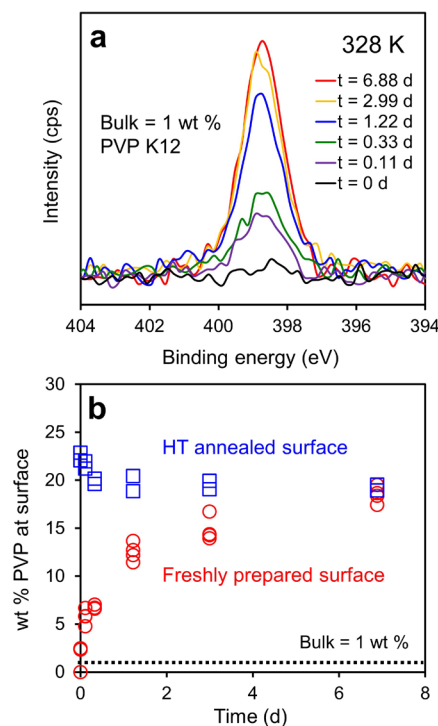 a
328 K
Bulk = 1 wt %
PVP K12
t = 6.88 d
t = 2.99 d
t = 1.22 d
t = 0.33 d
t = 0.11 d
t = 0 d
Intensity (cps)
404 402 400 398 396 394
Binding energy (eV)
b
HT annealed surface
Freshly prepared surface
Bulk = 1 wt %
wt % PVP at surface
30
25
20
15
10
5
0
0 2 4 6 8
Time (d)